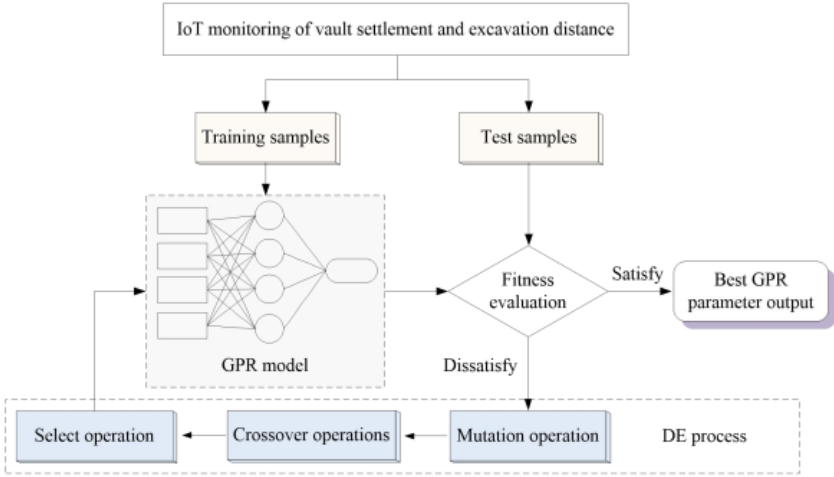 IoT monitoring of vault settlement and excavation distance
Training samples
Test samples
Fitness
evaluation
Satisfy
Best GPR
parameter output
GPR model
Dissatisfy
Select operation
Crossover operations
Mutation operation
DE process